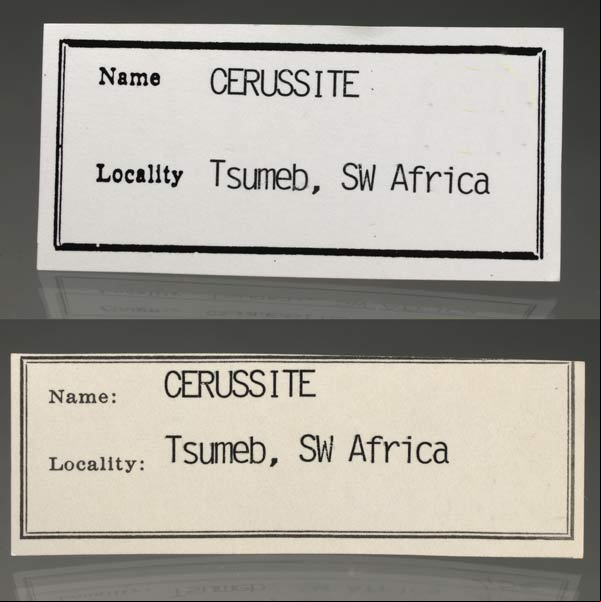 Name CERUSSITE
Locality Tsumeb, SW Africa
Name: CERUSSITE
Locality: Tsumeb, SW Africa